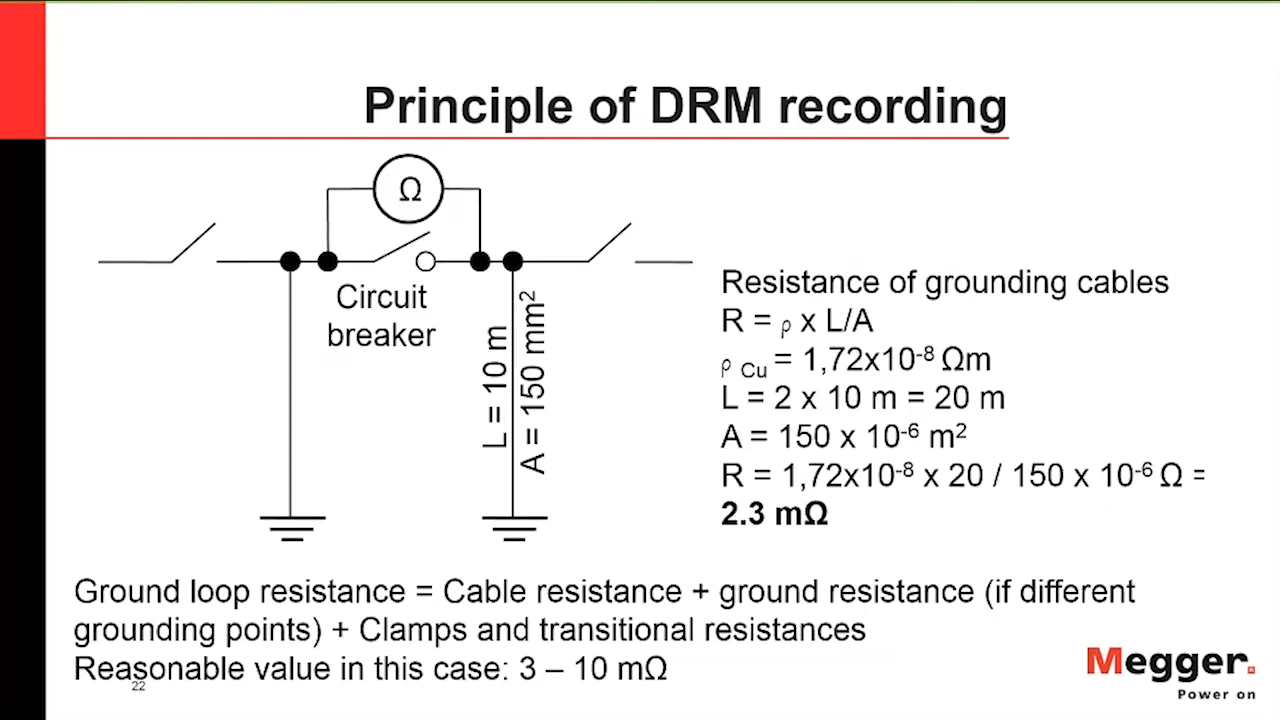 Principle of DRM recording
Ω
Circuit
breaker
L = 10 m
A = 150 mm²
Resistance of grounding cables
R = ρ x L/A
ρ Cu = 1,72x10⁻⁸ Ωm
L = 2 x 10 m = 20 m
A = 150 x 10⁻⁶ m²
R = 1,72x10⁻⁸ x 20 / 150 x 10⁻⁶ Ω =
2.3 mΩ
Ground loop resistance = Cable resistance + ground resistance (if different
grounding points) + Clamps and transitional resistances
Reasonable value in this case: 3 – 10 mΩ
22
Megger.
Power on